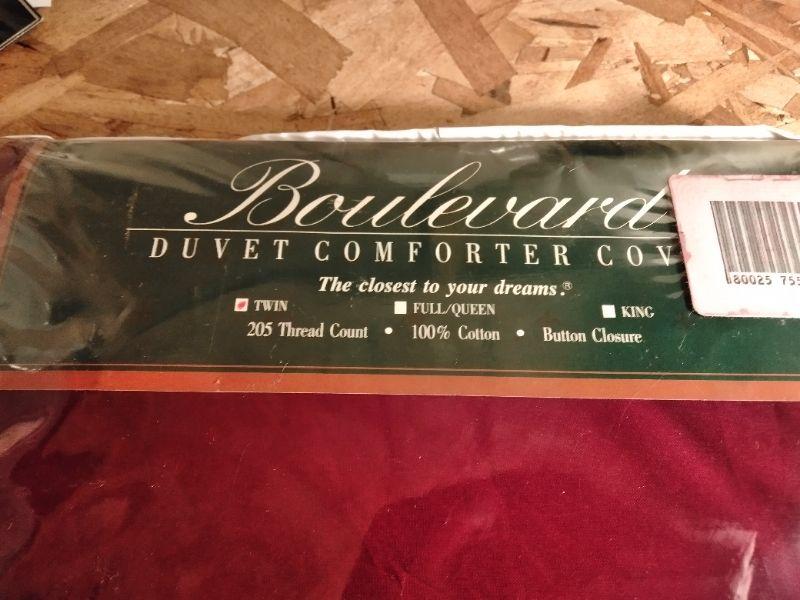 Boulevard
DUVET COMFORTER COV
The closest to your dreams.®
TWIN FULL/QUEEN KING
205 Thread Count • 100% Cotton • Button Closure
80025 755